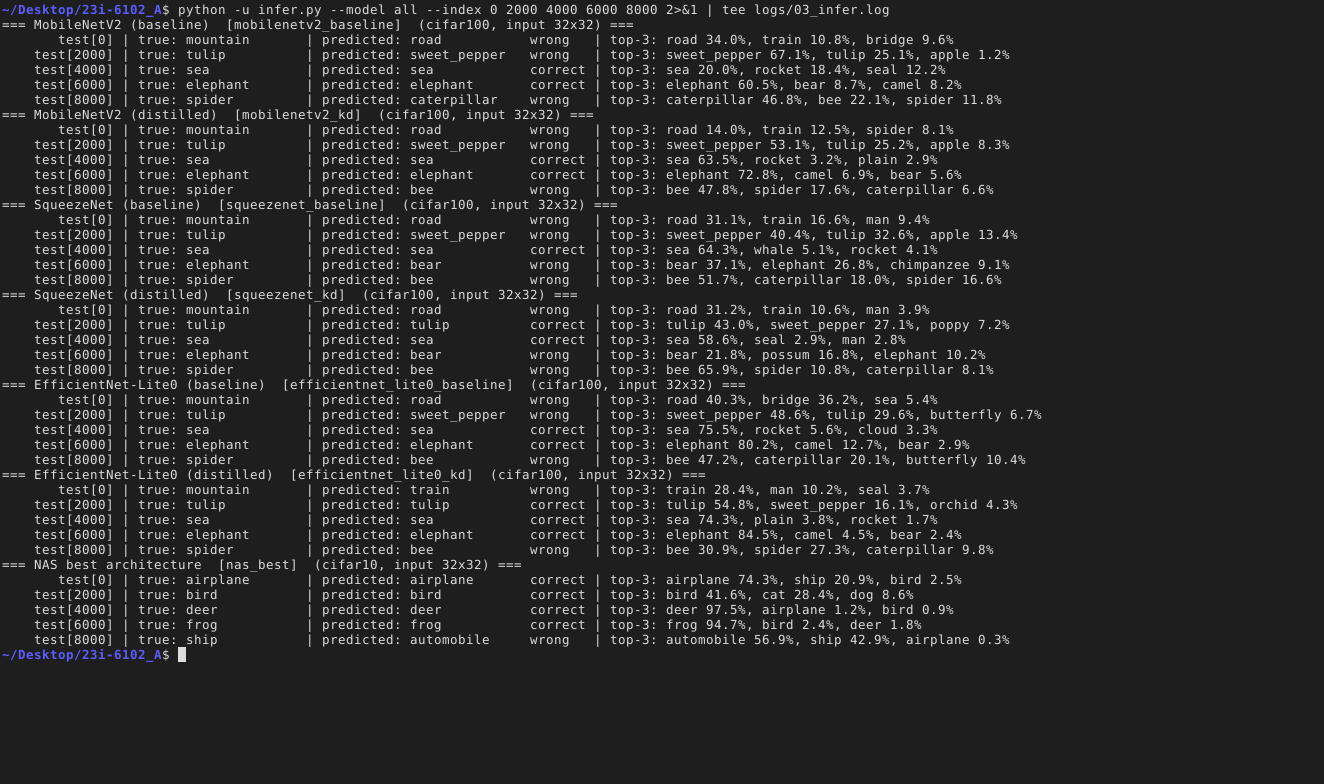 ~/Desktop/23i-6102_A$ python -u infer.py --model all --index 0 2000 4000 6000 8000 2>&1 | tee logs/03_infer.log
=== MobileNetV2 (baseline)  [mobilenetv2_baseline]  (cifar100, input 32x32) ===
       test[0] | true: mountain        | predicted: road            wrong   | top-3: road 34.0%, train 10.8%, bridge 9.6%
    test[2000] | true: tulip           | predicted: sweet_pepper    wrong   | top-3: sweet_pepper 67.1%, tulip 25.1%, apple 1.2%
    test[4000] | true: sea             | predicted: sea             correct | top-3: sea 20.0%, rocket 18.4%, seal 12.2%
    test[6000] | true: elephant        | predicted: elephant        correct | top-3: elephant 60.5%, bear 8.7%, camel 8.2%
    test[8000] | true: spider          | predicted: caterpillar     wrong   | top-3: caterpillar 46.8%, bee 22.1%, spider 11.8%
=== MobileNetV2 (distilled)  [mobilenetv2_kd]  (cifar100, input 32x32) ===
       test[0] | true: mountain        | predicted: road            wrong   | top-3: road 14.0%, train 12.5%, spider 8.1%
    test[2000] | true: tulip           | predicted: sweet_pepper    wrong   | top-3: sweet_pepper 53.1%, tulip 25.2%, apple 8.3%
    test[4000] | true: sea             | predicted: sea             correct | top-3: sea 63.5%, rocket 3.2%, plain 2.9%
    test[6000] | true: elephant        | predicted: elephant        correct | top-3: elephant 72.8%, camel 6.9%, bear 5.6%
    test[8000] | true: spider          | predicted: bee             wrong   | top-3: bee 47.8%, spider 17.6%, caterpillar 6.6%
=== SqueezeNet (baseline)  [squeezenet_baseline]  (cifar100, input 32x32) ===
       test[0] | true: mountain        | predicted: road            wrong   | top-3: road 31.1%, train 16.6%, man 9.4%
    test[2000] | true: tulip           | predicted: sweet_pepper    wrong   | top-3: sweet_pepper 40.4%, tulip 32.6%, apple 13.4%
    test[4000] | true: sea             | predicted: sea             correct | top-3: sea 64.3%, whale 5.1%, rocket 4.1%
    test[6000] | true: elephant        | predicted: bear            wrong   | top-3: bear 37.1%, elephant 26.8%, chimpanzee 9.1%
    test[8000] | true: spider          | predicted: bee             wrong   | top-3: bee 51.7%, caterpillar 18.0%, spider 16.6%
=== SqueezeNet (distilled)  [squeezenet_kd]  (cifar100, input 32x32) ===
       test[0] | true: mountain        | predicted: road            wrong   | top-3: road 31.2%, train 10.6%, man 3.9%
    test[2000] | true: tulip           | predicted: tulip           correct | top-3: tulip 43.0%, sweet_pepper 27.1%, poppy 7.2%
    test[4000] | true: sea             | predicted: sea             correct | top-3: sea 58.6%, seal 2.9%, man 2.8%
    test[6000] | true: elephant        | predicted: bear            wrong   | top-3: bear 21.8%, possum 16.8%, elephant 10.2%
    test[8000] | true: spider          | predicted: bee             wrong   | top-3: bee 65.9%, spider 10.8%, caterpillar 8.1%
=== EfficientNet-Lite0 (baseline)  [efficientnet_lite0_baseline]  (cifar100, input 32x32) ===
       test[0] | true: mountain        | predicted: road            wrong   | top-3: road 40.3%, bridge 36.2%, sea 5.4%
    test[2000] | true: tulip           | predicted: sweet_pepper    wrong   | top-3: sweet_pepper 48.6%, tulip 29.6%, butterfly 6.7%
    test[4000] | true: sea             | predicted: sea             correct | top-3: sea 75.5%, rocket 5.6%, cloud 3.3%
    test[6000] | true: elephant        | predicted: elephant        correct | top-3: elephant 80.2%, camel 12.7%, bear 2.9%
    test[8000] | true: spider          | predicted: bee             wrong   | top-3: bee 47.2%, caterpillar 20.1%, butterfly 10.4%
=== EfficientNet-Lite0 (distilled)  [efficientnet_lite0_kd]  (cifar100, input 32x32) ===
       test[0] | true: mountain        | predicted: train           wrong   | top-3: train 28.4%, man 10.2%, seal 3.7%
    test[2000] | true: tulip           | predicted: tulip           correct | top-3: tulip 54.8%, sweet_pepper 16.1%, orchid 4.3%
    test[4000] | true: sea             | predicted: sea             correct | top-3: sea 74.3%, plain 3.8%, rocket 1.7%
    test[6000] | true: elephant        | predicted: elephant        correct | top-3: elephant 84.5%, camel 4.5%, bear 2.4%
    test[8000] | true: spider          | predicted: bee             wrong   | top-3: bee 30.9%, spider 27.3%, caterpillar 9.8%
=== NAS best architecture  [nas_best]  (cifar10, input 32x32) ===
       test[0] | true: airplane        | predicted: airplane        correct | top-3: airplane 74.3%, ship 20.9%, bird 2.5%
    test[2000] | true: bird            | predicted: bird            correct | top-3: bird 41.6%, cat 28.4%, dog 8.6%
    test[4000] | true: deer            | predicted: deer            correct | top-3: deer 97.5%, airplane 1.2%, bird 0.9%
    test[6000] | true: frog            | predicted: frog            correct | top-3: frog 94.7%, bird 2.4%, deer 1.8%
    test[8000] | true: ship            | predicted: automobile      wrong   | top-3: automobile 56.9%, ship 42.9%, airplane 0.3%
~/Desktop/23i-6102_A$